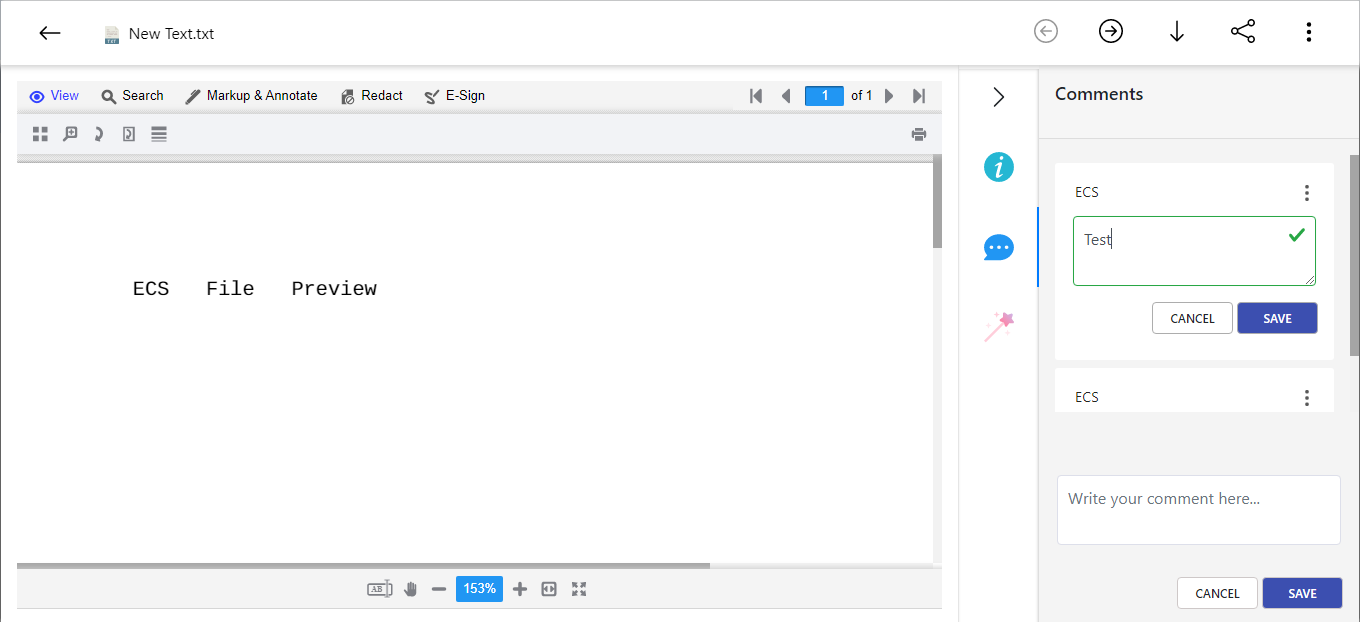 New Text.txt
View Search Markup & Annotate Redact E-Sign 1 of 1
Comments
ECS
Test
CANCEL SAVE
ECS
ECS File Preview
Write your comment here...
153%
CANCEL SAVE